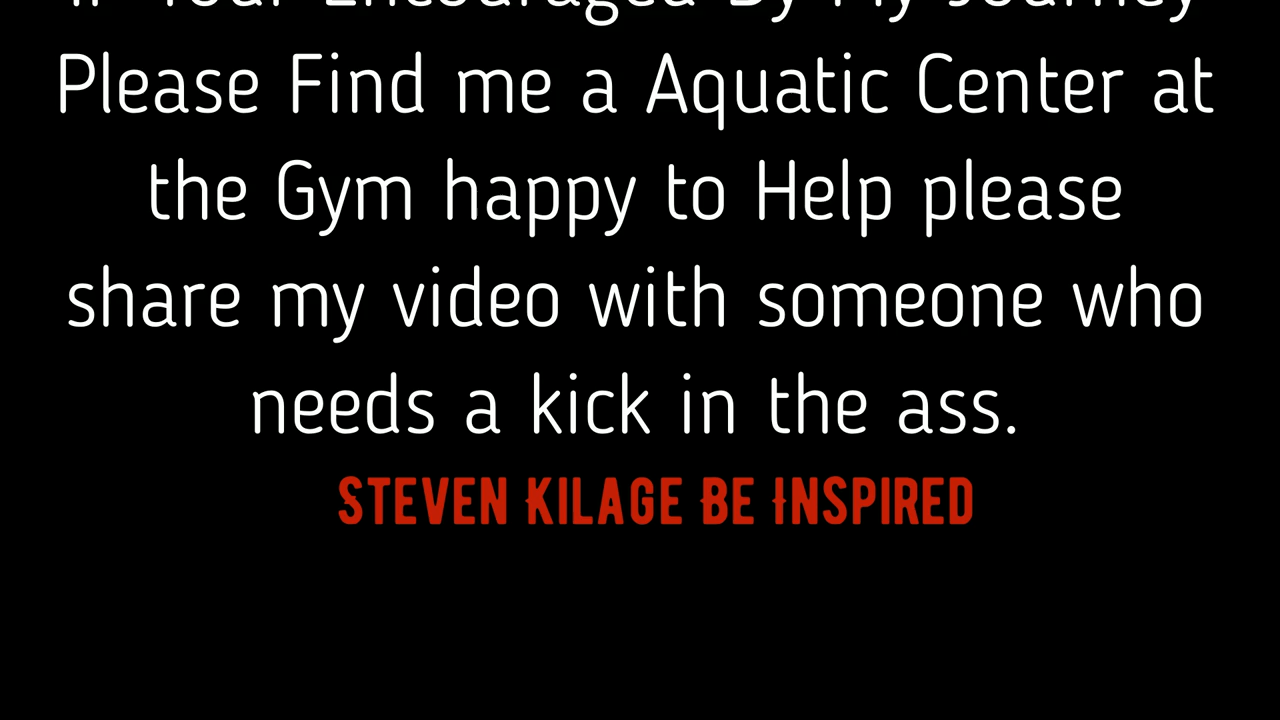 If Your Encouraged By My Journey
Please Find me a Aquatic Center at
the Gym happy to Help please
share my video with someone who
needs a kick in the ass.
Steven Kilage Be Inspired